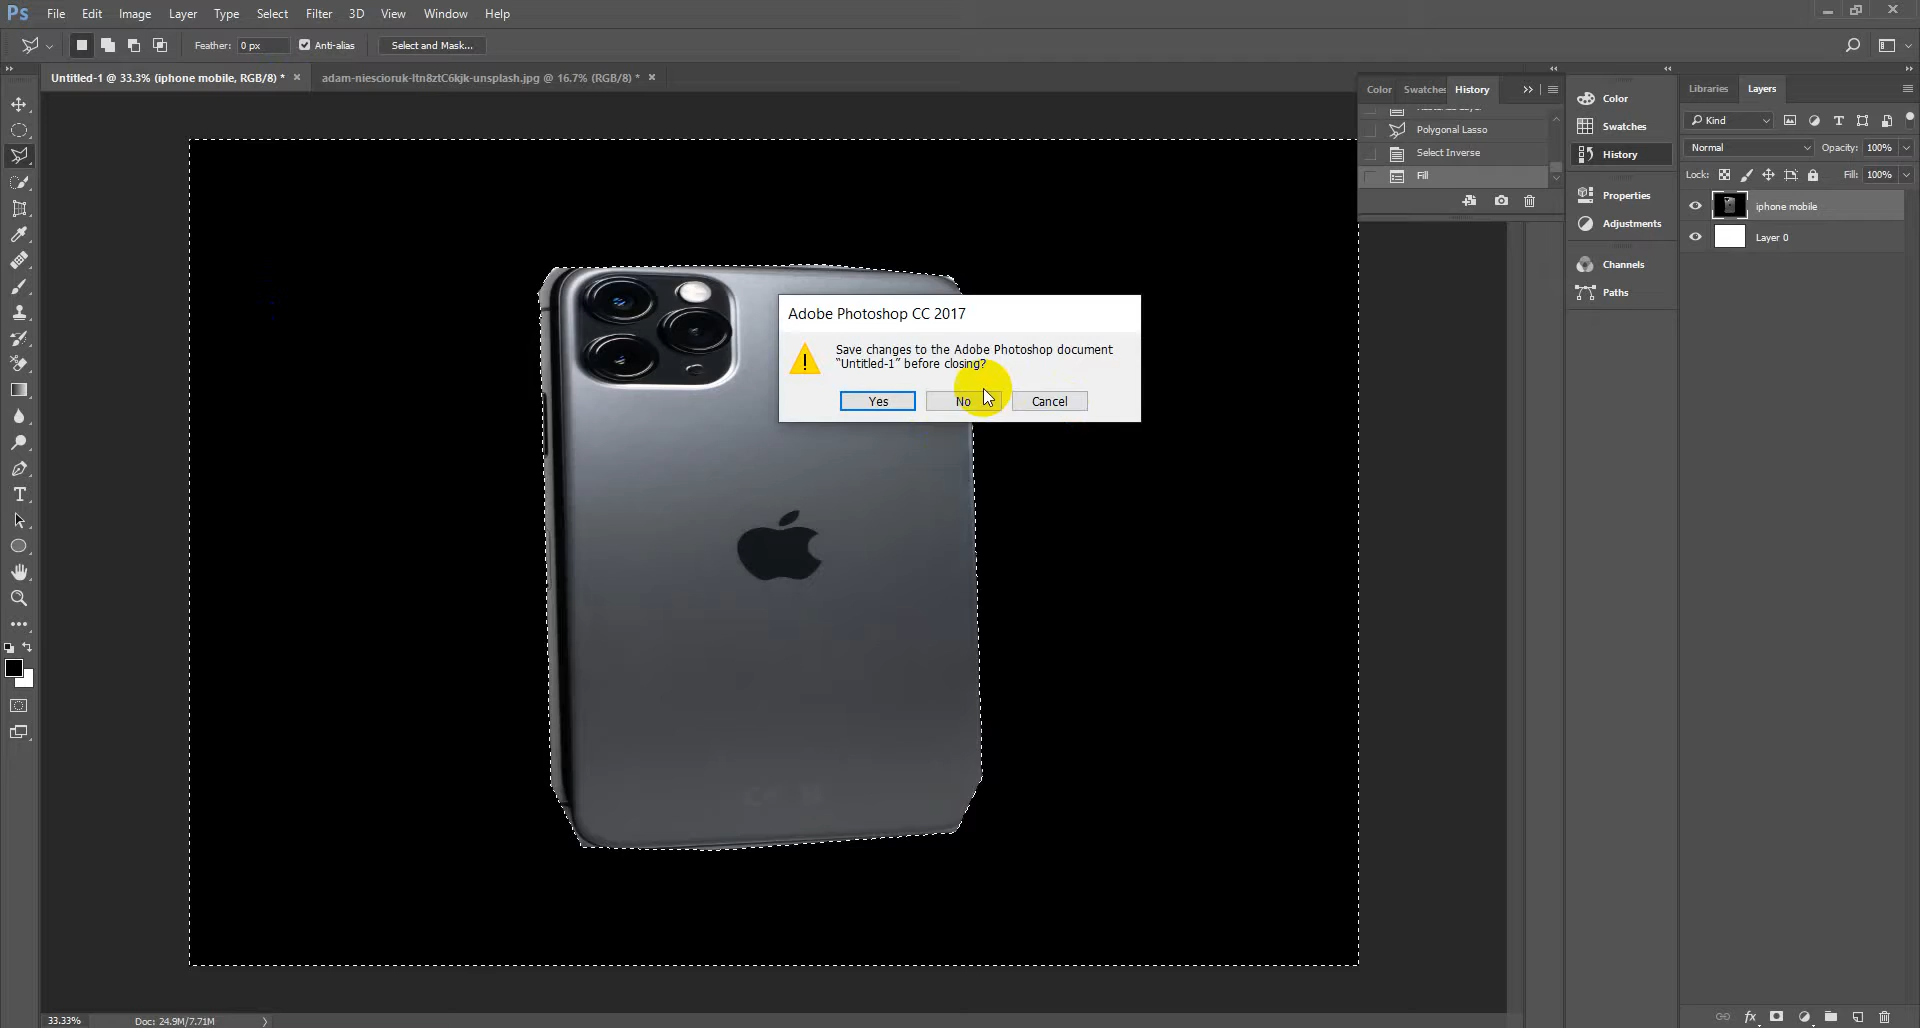 Ps File Edit Image Layer Type Select Filter 3D View Window Help
Feather: 0 px Anti-alias Select and Mask...
Untitled-1 @ 33.3% (iphone mobile, RGB/8) * × adam-niescioruk-ltn8ztC6kjk-unsplash.jpg @ 16.7% (RGB/8) * ×
Color Swatches History
Polygonal Lasso
Select Inverse
Fill
Color
Swatches
History
Properties
Adjustments
Channels
Paths
Libraries Layers
Kind
Normal Opacity: 100%
Lock: Fill: 100%
iphone mobile
Layer 0
Adobe Photoshop CC 2017
Save changes to the Adobe Photoshop document
“Untitled-1” before closing?
Yes No Cancel
33.33% Doc: 24.9M/7.71M